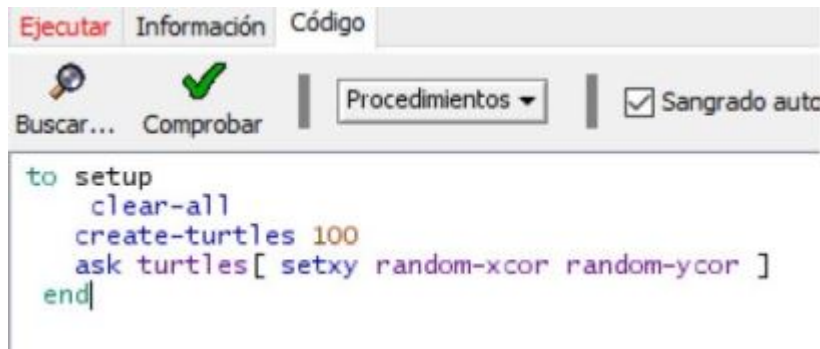 Ejecutar Información Código
Buscar... Comprobar Procedimientos Sangrado auto
to setup
clear-all
create-turtles 100
ask turtles[ setxy random-xcor random-ycor ]
end